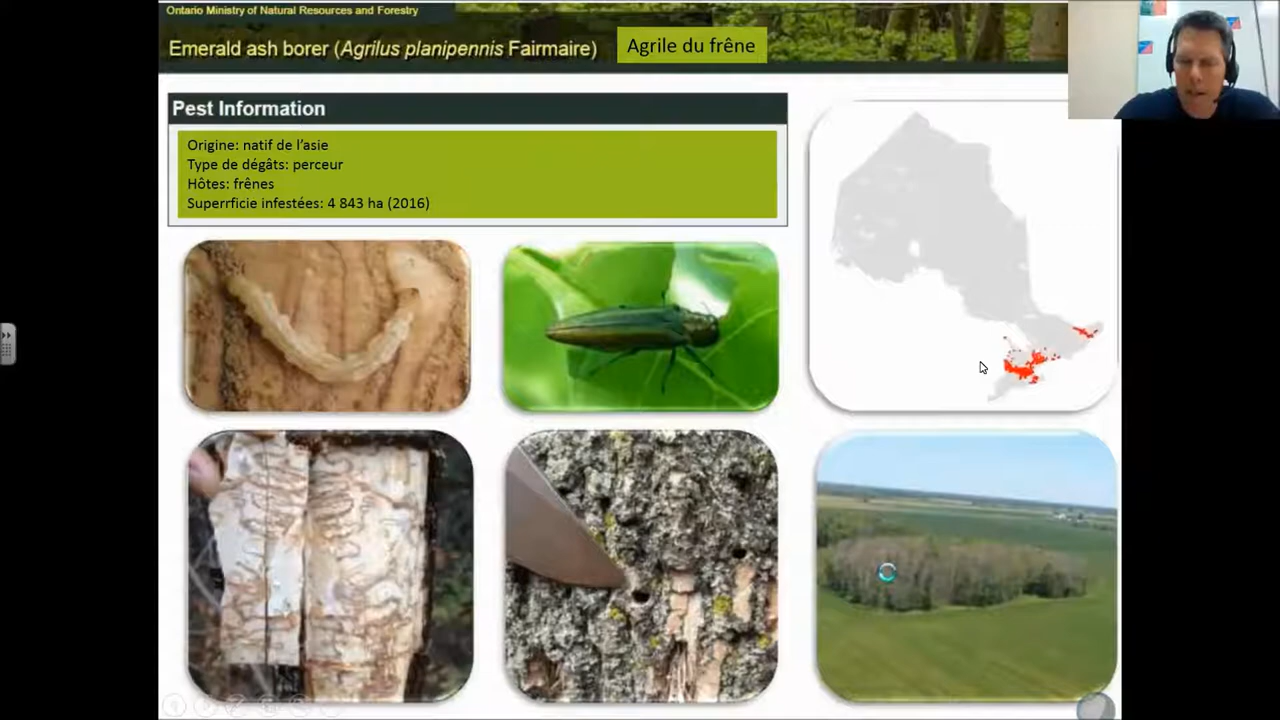 Ontario Ministry of Natural Resources and Forestry
Emerald ash borer (Agrilus planipennis Fairmaire)
Agrile du frêne
Pest Information
Origine: natif de l'asie
Type de dégâts: perceur
Hôtes: frênes
Superrficie infestées: 4 843 ha (2016)